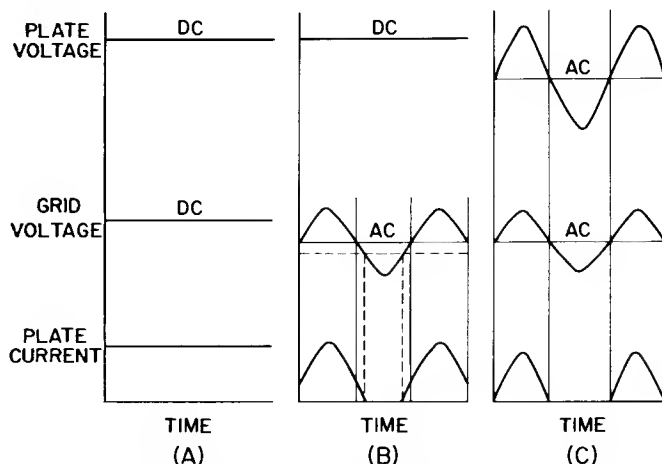 PLATE VOLTAGE
DC
DC
AC
GRID VOLTAGE
DC
AC
AC
PLATE CURRENT
TIME
TIME
TIME
(A)
(B)
(C)